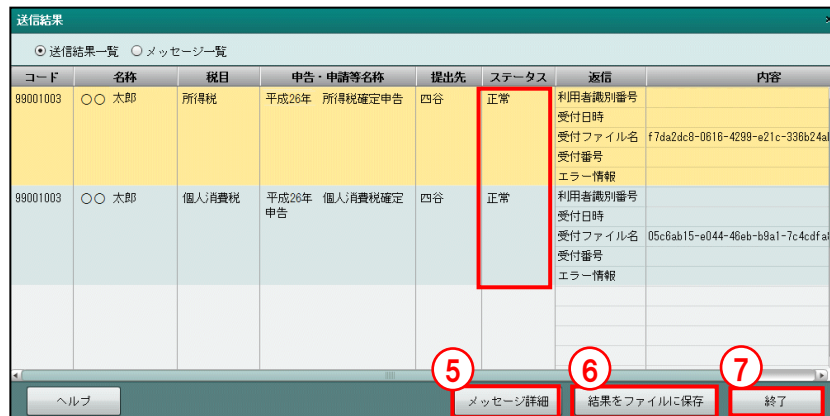 送信結果
送信結果一覧 メッセージ一覧
コード 名称 税目 申告・申請等名称 提出先 ステータス 返信 内容
99001003 〇〇 太郎 所得税 平成26年 所得税確定申告 四谷 正常 利用者識別番号
受付日時
受付ファイル名 f7da2dc8-0616-4299-e21c-336b24a
受付番号
エラー情報
99001003 〇〇 太郎 個人消費税 平成26年 個人消費税確定 四谷 正常 利用者識別番号
申告 受付日時
受付ファイル名 05c6ab15-e044-46eb-b9a1-7c4cdfa
受付番号
エラー情報
⑤ ⑥ ⑦
ヘルプ メッセージ詳細 結果をファイルに保存 終了